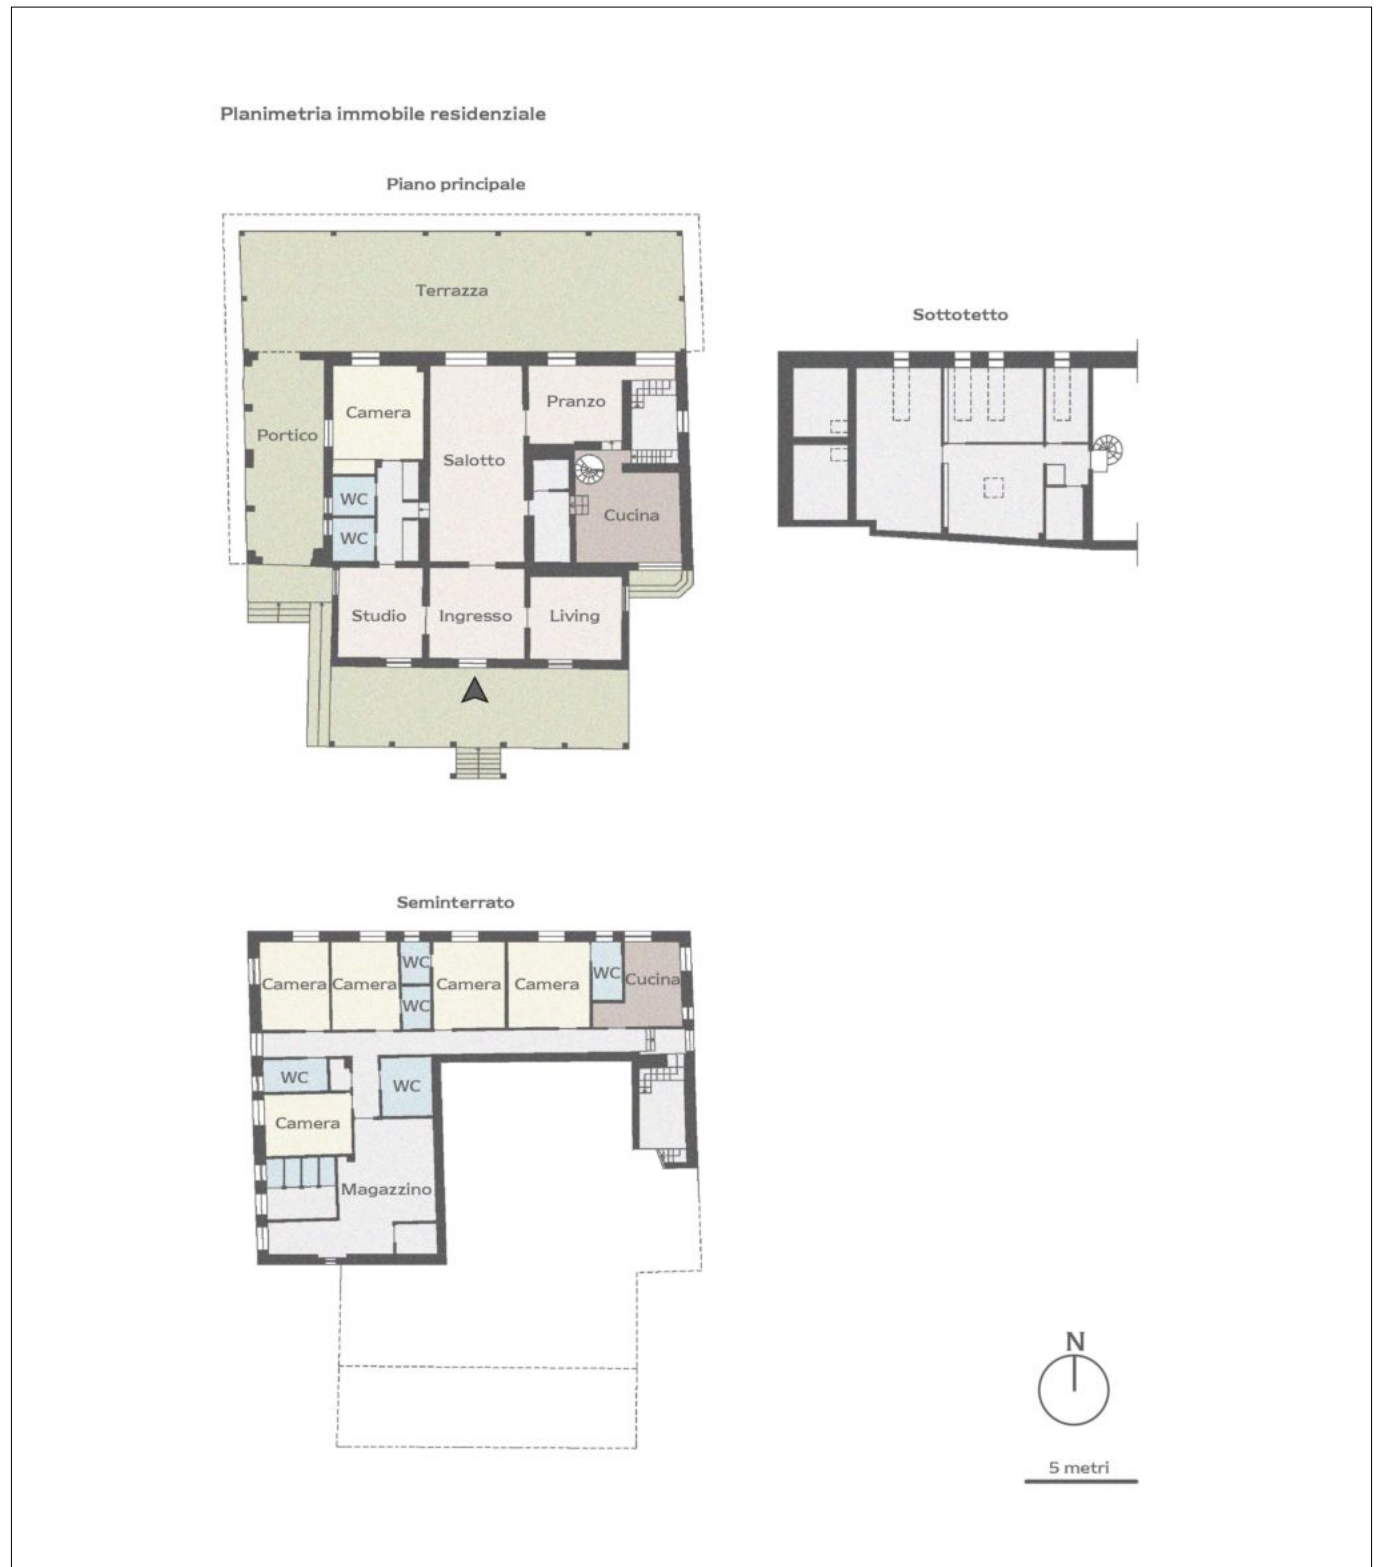 Planimetria immobile residenziale
Piano principale
Terrazza
Sottotetto
Camera
Pranzo
Portico
Salotto
WC
Cucina
WC
Studio
Ingresso
Living
Seminterrato
WC
Camera
Camera
Camera
Camera
WC
Cucina
WC
WC
WC
Camera
Magazzino
N
5 metri